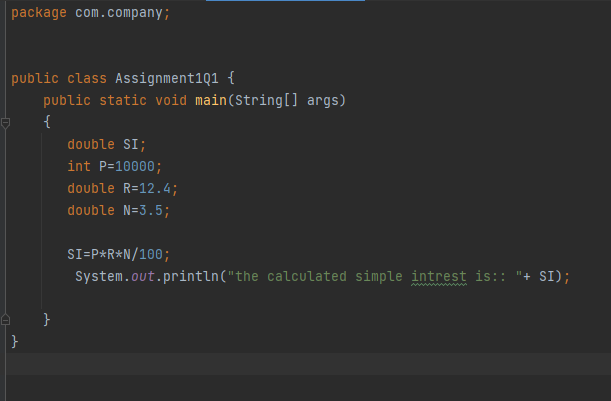 package com.company;
public class Assignment1Q1 {
public static void main(String[] args)
{
double SI;
int P=10000;
double R=12.4;
double N=3.5;
SI=P*R*N/100;
System.out.println("the calculated simple intrest is:: "+ SI);
}
}